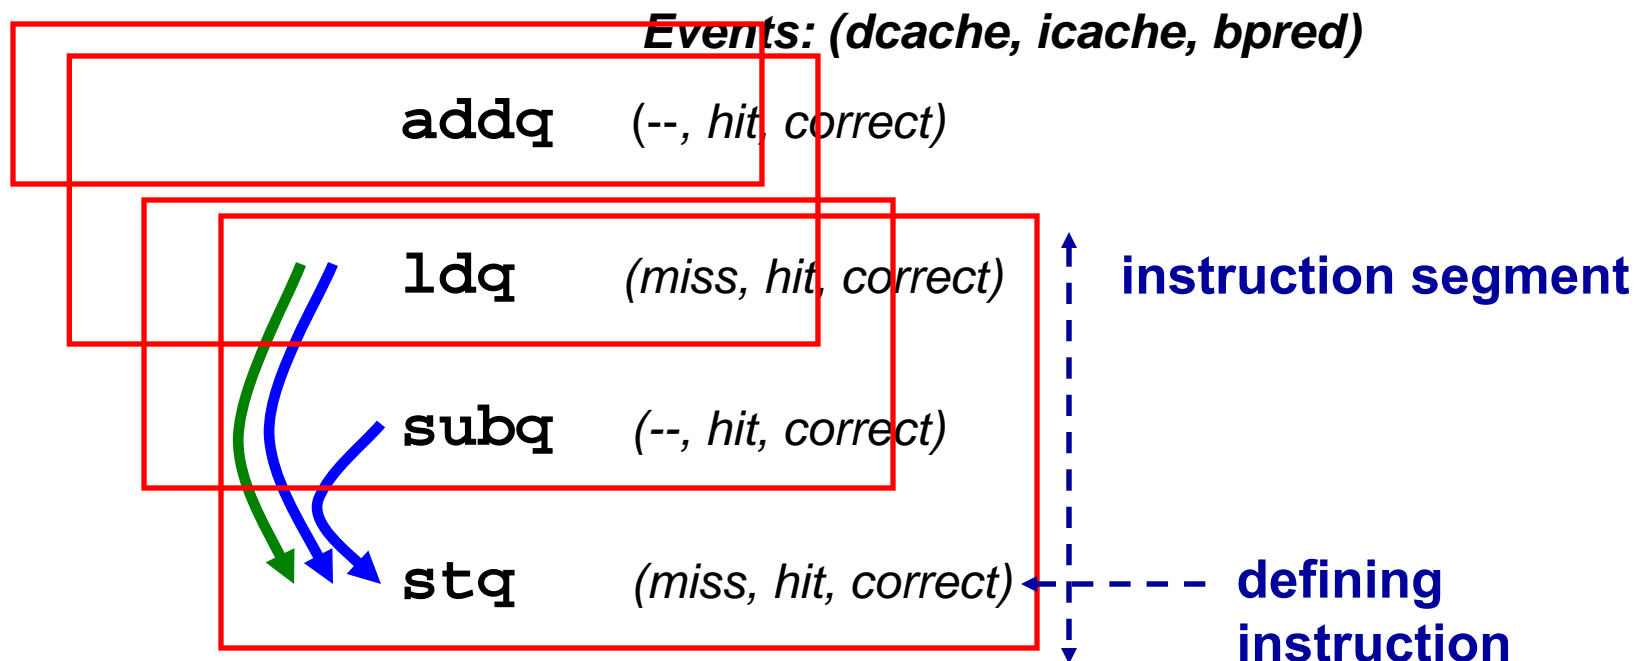 Events: (dcache, icache, bpred)
addq (--, hit, correct)
ldq (miss, hit, correct)
instruction segment
subq (--, hit, correct)
stq (miss, hit, correct)
defining
instruction